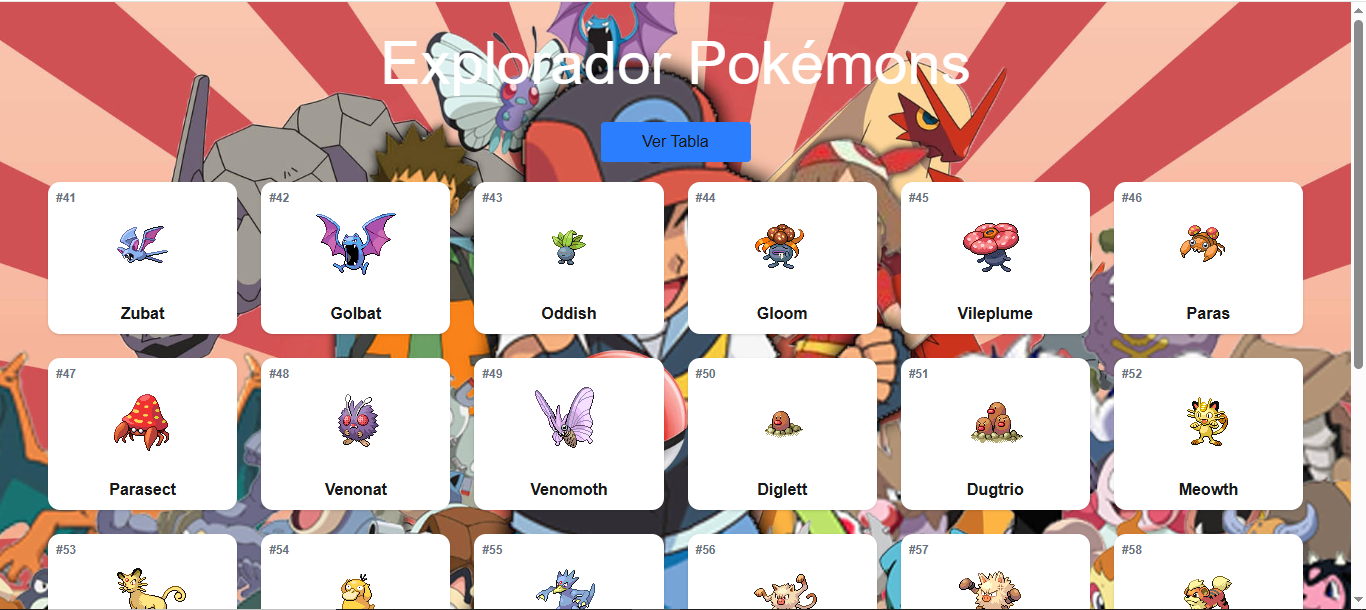 Explorador Pokémons
Ver Tabla
#41 #42 #43 #44 #45 #46
Zubat Golbat Oddish Gloom Vileplume Paras
#47 #48 #49 #50 #51 #52
Parasect Venonat Venomoth Diglett Dugtrio Meowth
#53 #54 #55 #56 #57 #58